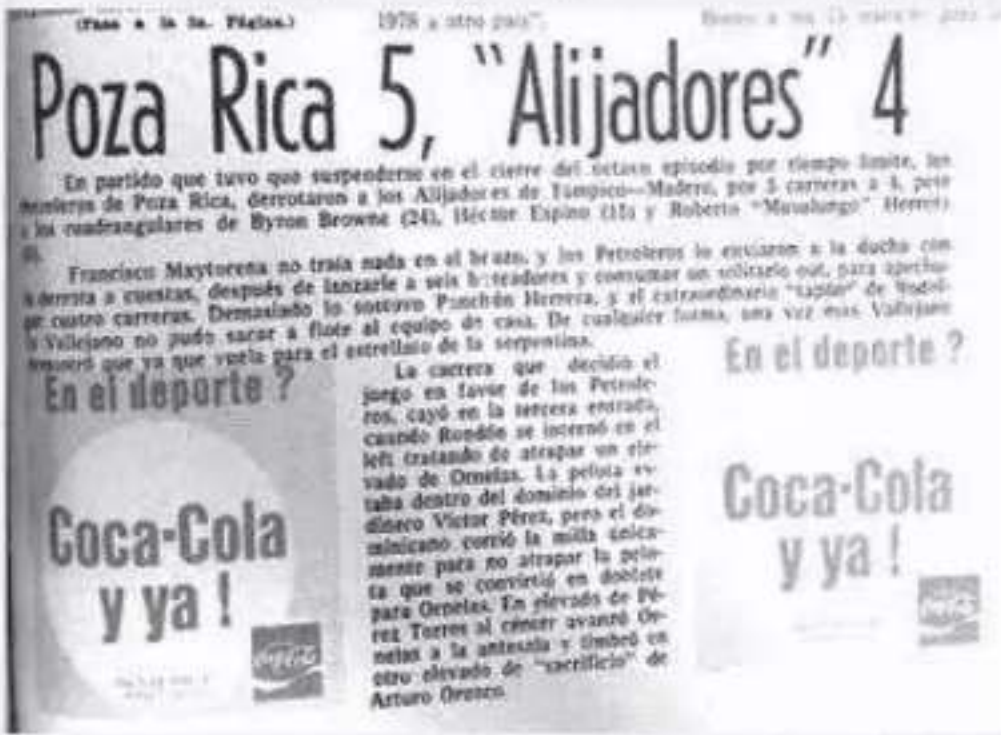 (Pasa a la 5a. Página.)
1978 a otro país".
Poza Rica 5, "Alijadores" 4
En partido que tuvo que suspenderse en el cierre del octavo episodio por tiempo límite, los
de Poza Rica, derrotaron a los Alijadores de Tampico—Madero, por 5 carreras a 4, pese
a los cuadrangulares de Byron Browne (24), Héctor Espino (15) y Roberto "Musulungo" Herrera
Francisco Maytorena no traía nada en el brazo, y los Petroleros lo enviaron a la ducha con
la derrota a cuestas, después de lanzarle a seis bateadores y consumar un solitario out, para
cuatro carreras. Demasiado lo sostuvo Panchón Herrera, y el extraordinario "tapón" de
Vallejano no pudo sacar a flote al equipo de casa. De cualquier forma, una vez más Vallejano
que ya que vuela para el estrellato de la serpentina.
En el deporte ?
Coca-Cola
y ya !
La carrera que decidió el
juego en favor de los Petrole-
ros, cayó en la tercera entrada,
cuando Rondón se internó en el
left tratando de atrapar un ele-
vado de Ornelas. La pelota es-
taba dentro del dominio del jar-
dinero Víctor Pérez, pero el do-
minicano corrió la milla única-
mente para no atrapar la pelo-
ta que se convirtió en doblete
para Ornelas. En elevado de Pé-
rez Torres al céncer avanzó Or-
nelas a la antesala y timbró en
otro elevado de "sacrificio" de
Arturo Orozco
En el deporte ?
Coca-Cola
y ya !